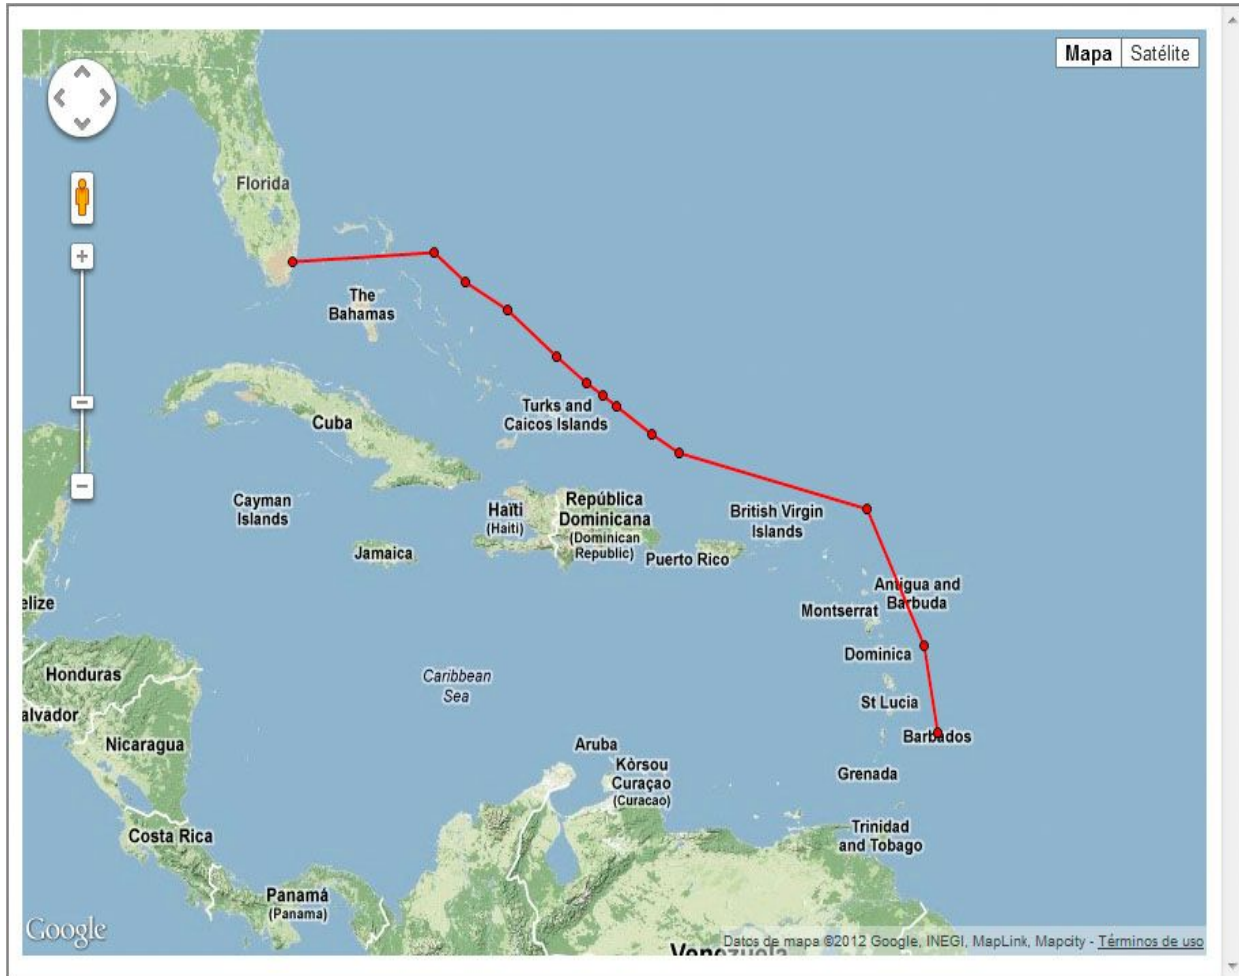 Mapa
Satélite
Florida
The
Bahamas
Turks and
Caicos Islands
Cuba
Cayman
Islands
Haïti
(Haiti)
República
Dominicana
(Dominican
Republic)
British Virgin
Islands
Jamaica
Puerto Rico
elize
Antigua and
Barbuda
Montserrat
Dominica
Honduras
Caribbean
Sea
St Lucia
alvador
Barbados
Nicaragua
Aruba
Kòrsou
Curaçao
(Curacao)
Grenada
Costa Rica
Trinidad
and Tobago
Panamá
(Panama)
Google
Venezuela
Datos de mapa ©2012 Google, INEGI, MapLink, Mapcity - Términos de uso